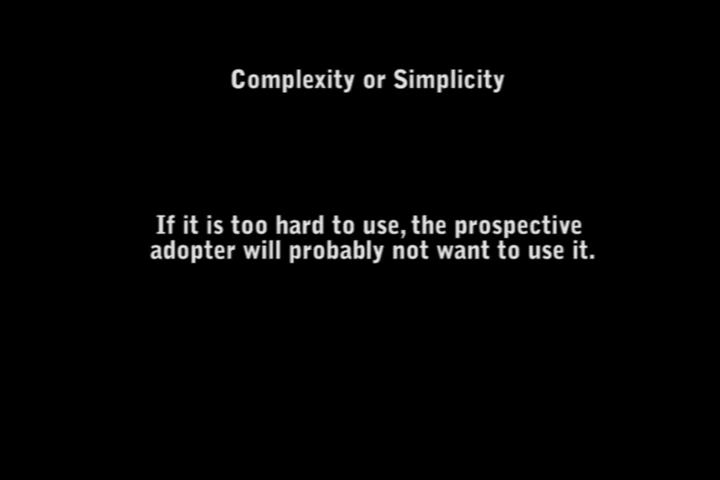 Complexity or Simplicity
If it is too hard to use, the prospective
adopter will probably not want to use it.